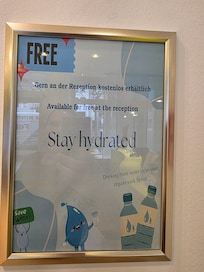 FREE
Gern an der Rezeption kostenlos erhältlich
Available for free at the reception
Stay hydrated